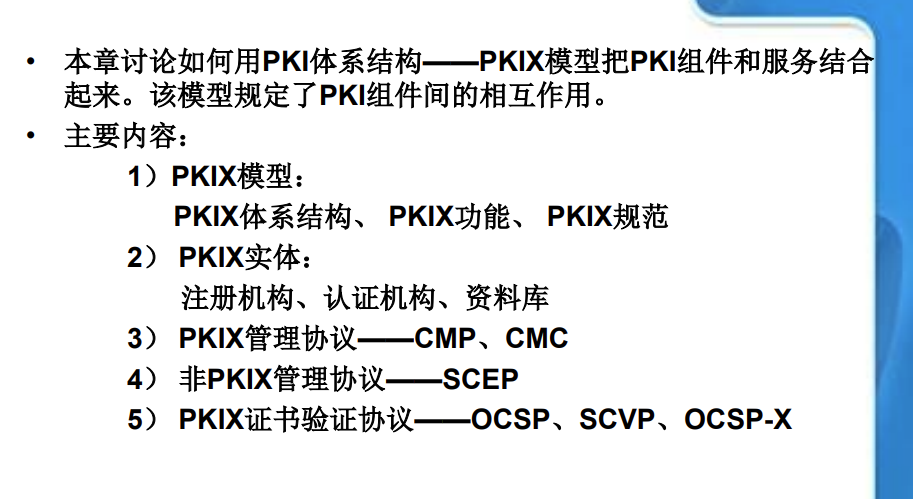 • 本章讨论如何用PKI体系结构——PKIX模型把PKI组件和服务结合
起来。该模型规定了PKI组件间的相互作用。
• 主要内容：
1）PKIX模型：
PKIX体系结构、 PKIX功能、 PKIX规范
2） PKIX实体：
注册机构、认证机构、资料库
3） PKIX管理协议——CMP、CMC
4） 非PKIX管理协议——SCEP
5） PKIX证书验证协议——OCSP、SCVP、OCSP-X